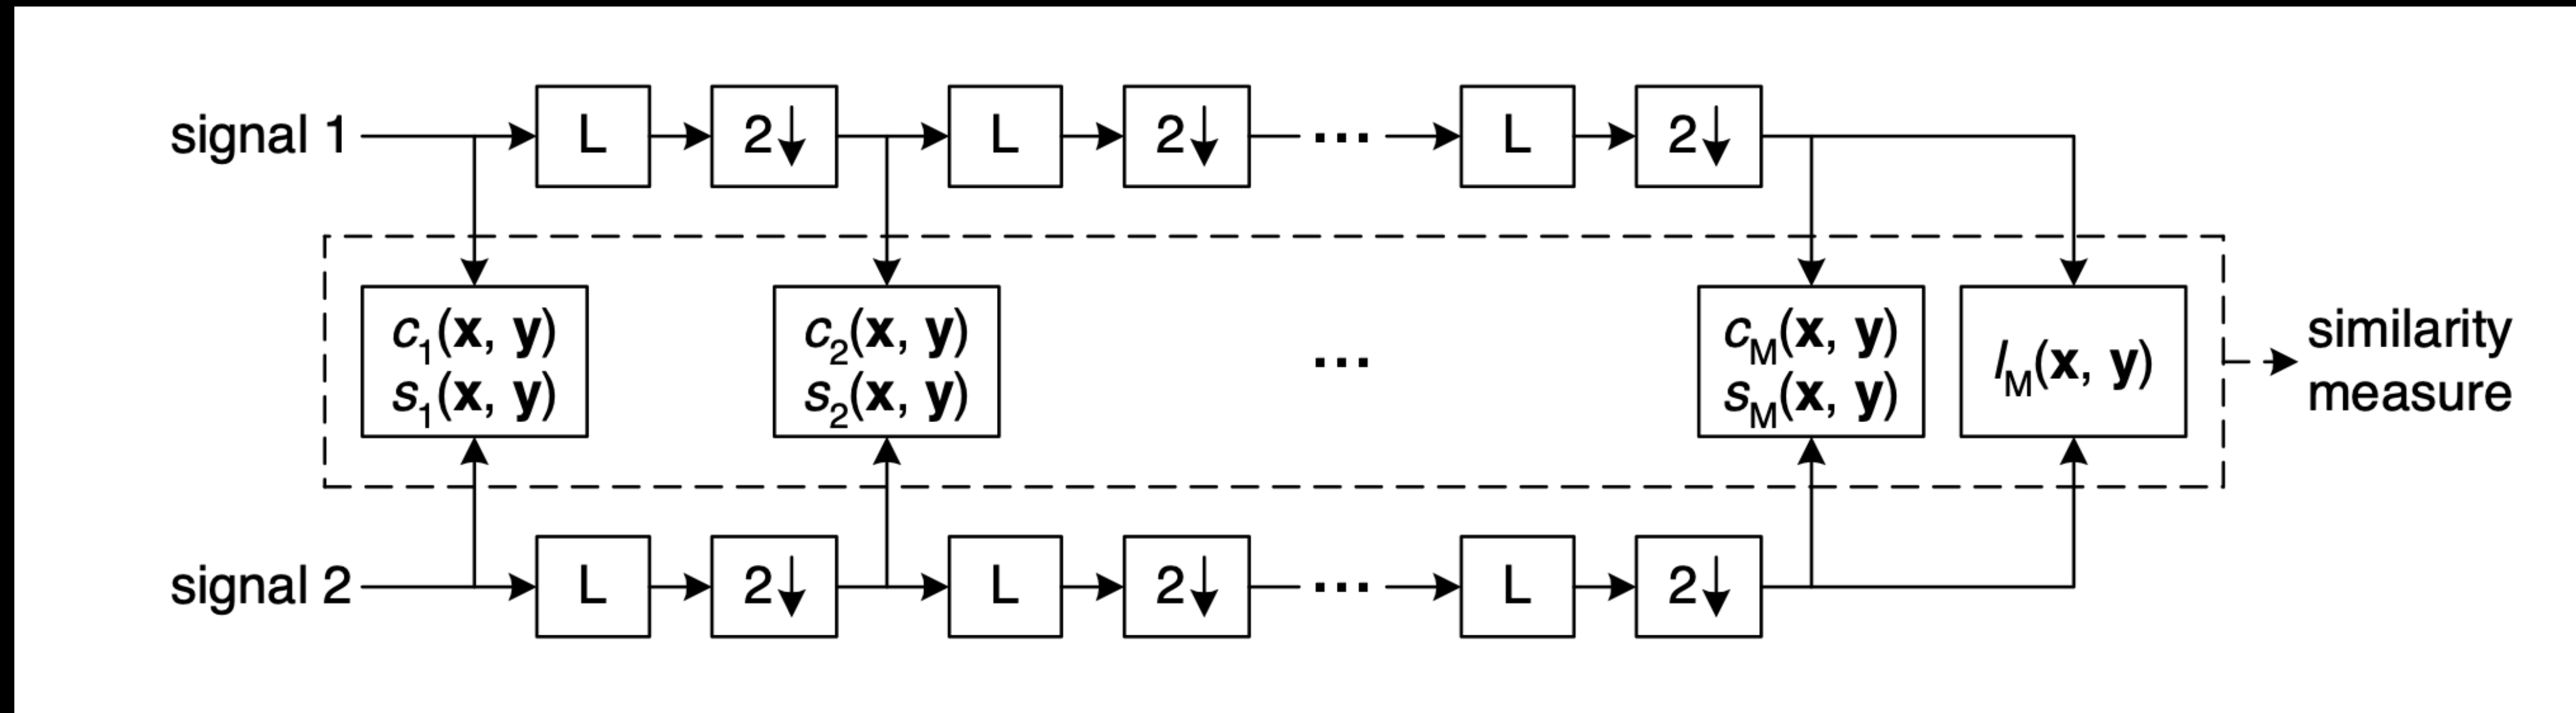 signal 1 L 2↓ L 2↓ ... L 2↓
c₁(x, y) c₂(x, y) cM(x, y)
... lM(x, y)
s₁(x, y) s₂(x, y) sM(x, y)
similarity
measure
signal 2 L 2↓ L 2↓ ... L 2↓